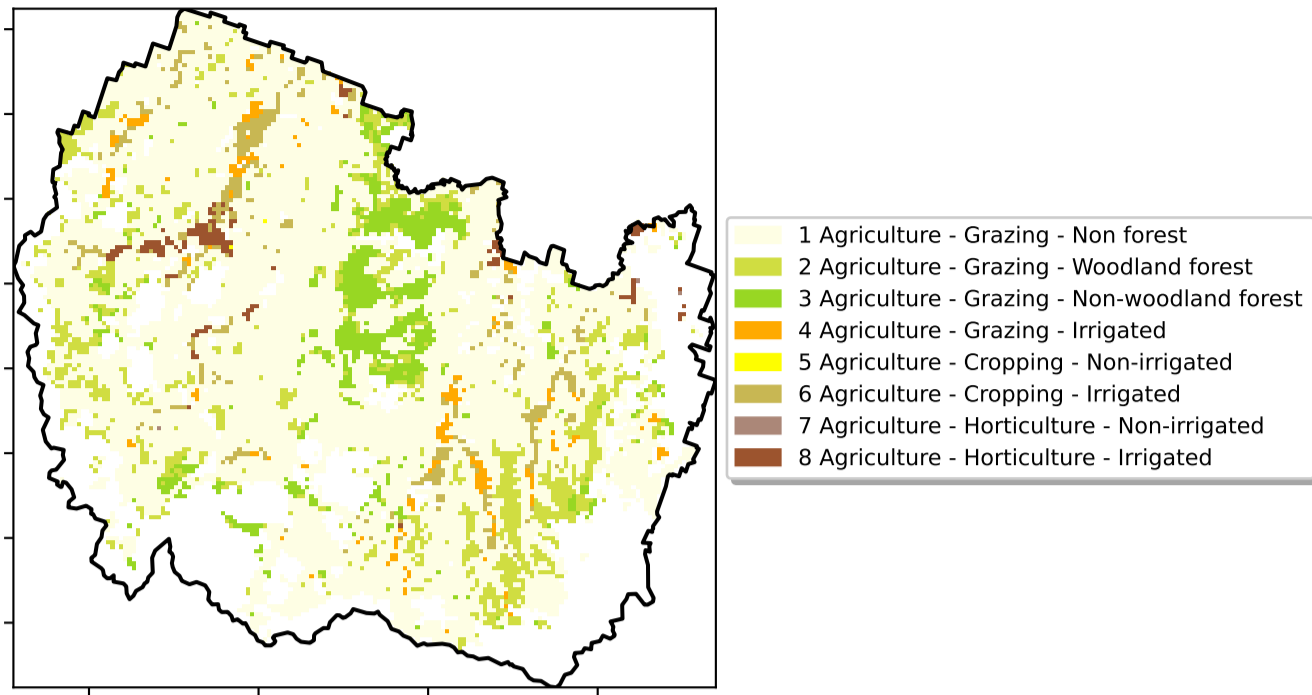 1 Agriculture - Grazing - Non forest
2 Agriculture - Grazing - Woodland forest
3 Agriculture - Grazing - Non-woodland forest
4 Agriculture - Grazing - Irrigated
5 Agriculture - Cropping - Non-irrigated
6 Agriculture - Cropping - Irrigated
7 Agriculture - Horticulture - Non-irrigated
8 Agriculture - Horticulture - Irrigated